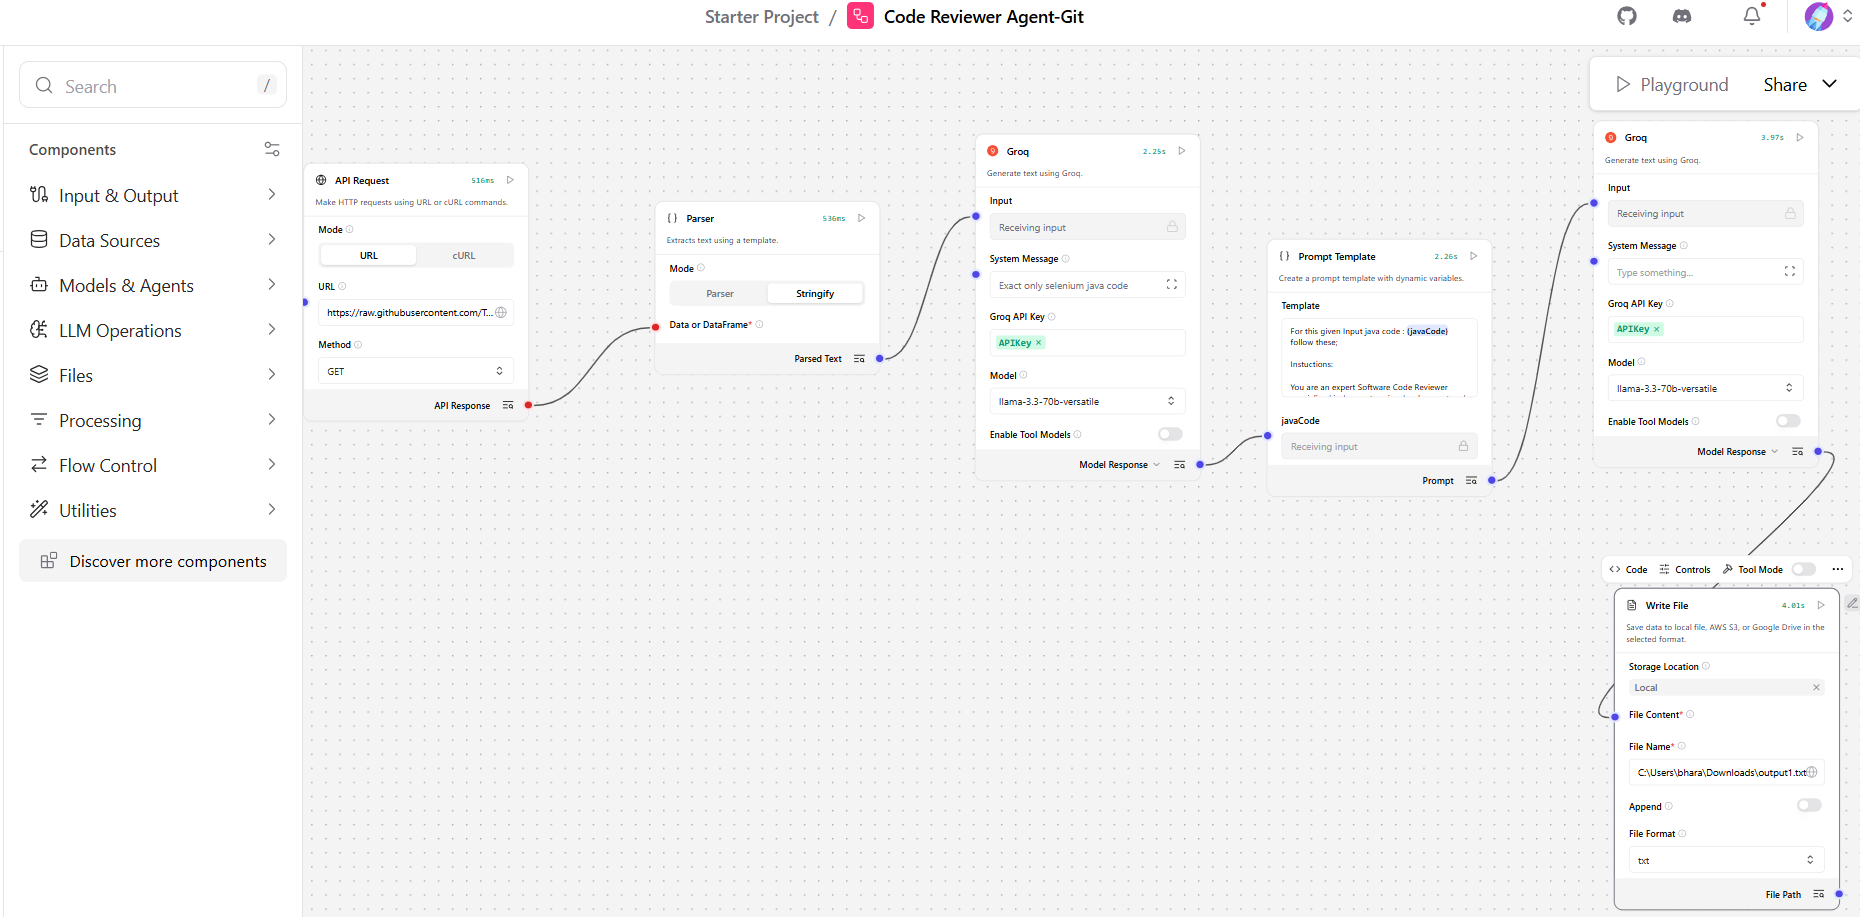 Starter Project / Code Reviewer Agent-Git
Search /
Components
Input & Output
Data Sources
Models & Agents
LLM Operations
Files
Processing
Flow Control
Utilities
Discover more components
Playground
Share
API Request 516ms
Make HTTP requests using URL or cURL commands.
Mode
URL cURL
URL
https://raw.githubusercontent.com/T...
Method
GET
API Response
Parser 536ms
Extracts text using a template.
Mode
Parser Stringify
Data or DataFrame*
Parsed Text
Groq 2.25s
Generate text using Groq.
Input
Receiving input
System Message
Exact only selenium java code
Groq API Key
APIKey ×
Model
llama-3.3-70b-versatile
Enable Tool Models
Model Response
Prompt Template 2.26s
Create a prompt template with dynamic variables.
Template
For this given Input java code : {javaCode}
follow these;
Instuctions:
You are an expert Software Code Reviewer
javaCode
Receiving input
Prompt
Groq 3.97s
Generate text using Groq.
Input
Receiving input
System Message
Type something...
Groq API Key
APIKey ×
Model
llama-3.3-70b-versatile
Enable Tool Models
Model Response
Code Controls Tool Mode
Write File 4.01s
Save data to local file, AWS S3, or Google Drive in the
selected format.
Storage Location
Local
File Content*
File Name*
C:\Users\bhara\Downloads\output1.txt
Append
File Format
txt
File Path